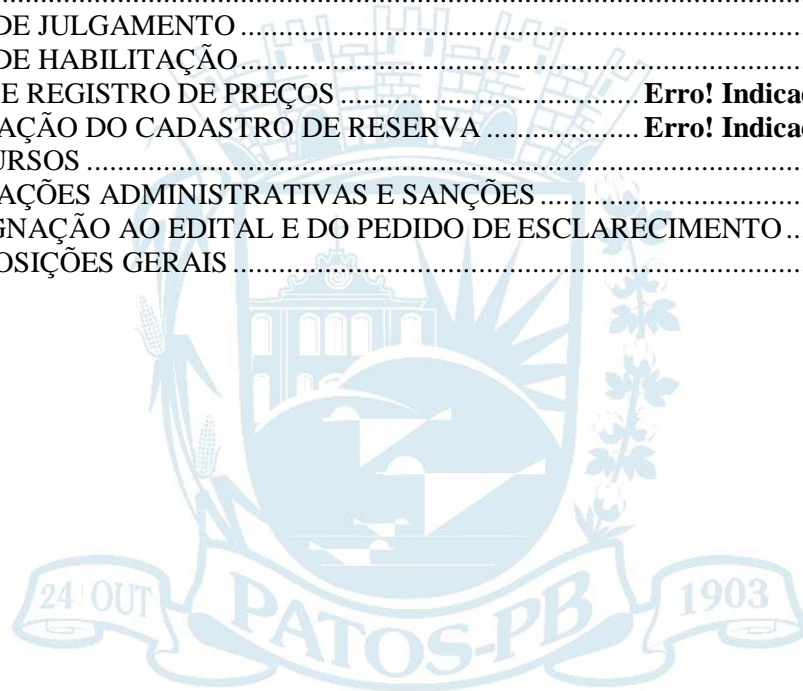 DE JULGAMENTO
DE HABILITAÇÃO
E REGISTRO DE PREÇOS Erro! Indica
AÇÃO DO CADASTRO DE RESERVA Erro! Indica
URSOS
AÇÕES ADMINISTRATIVAS E SANÇÕES
GNAÇÃO AO EDITAL E DO PEDIDO DE ESCLARECIMENTO
OSIÇÕES GERAIS
24 OUT
PATOS-PB
1903